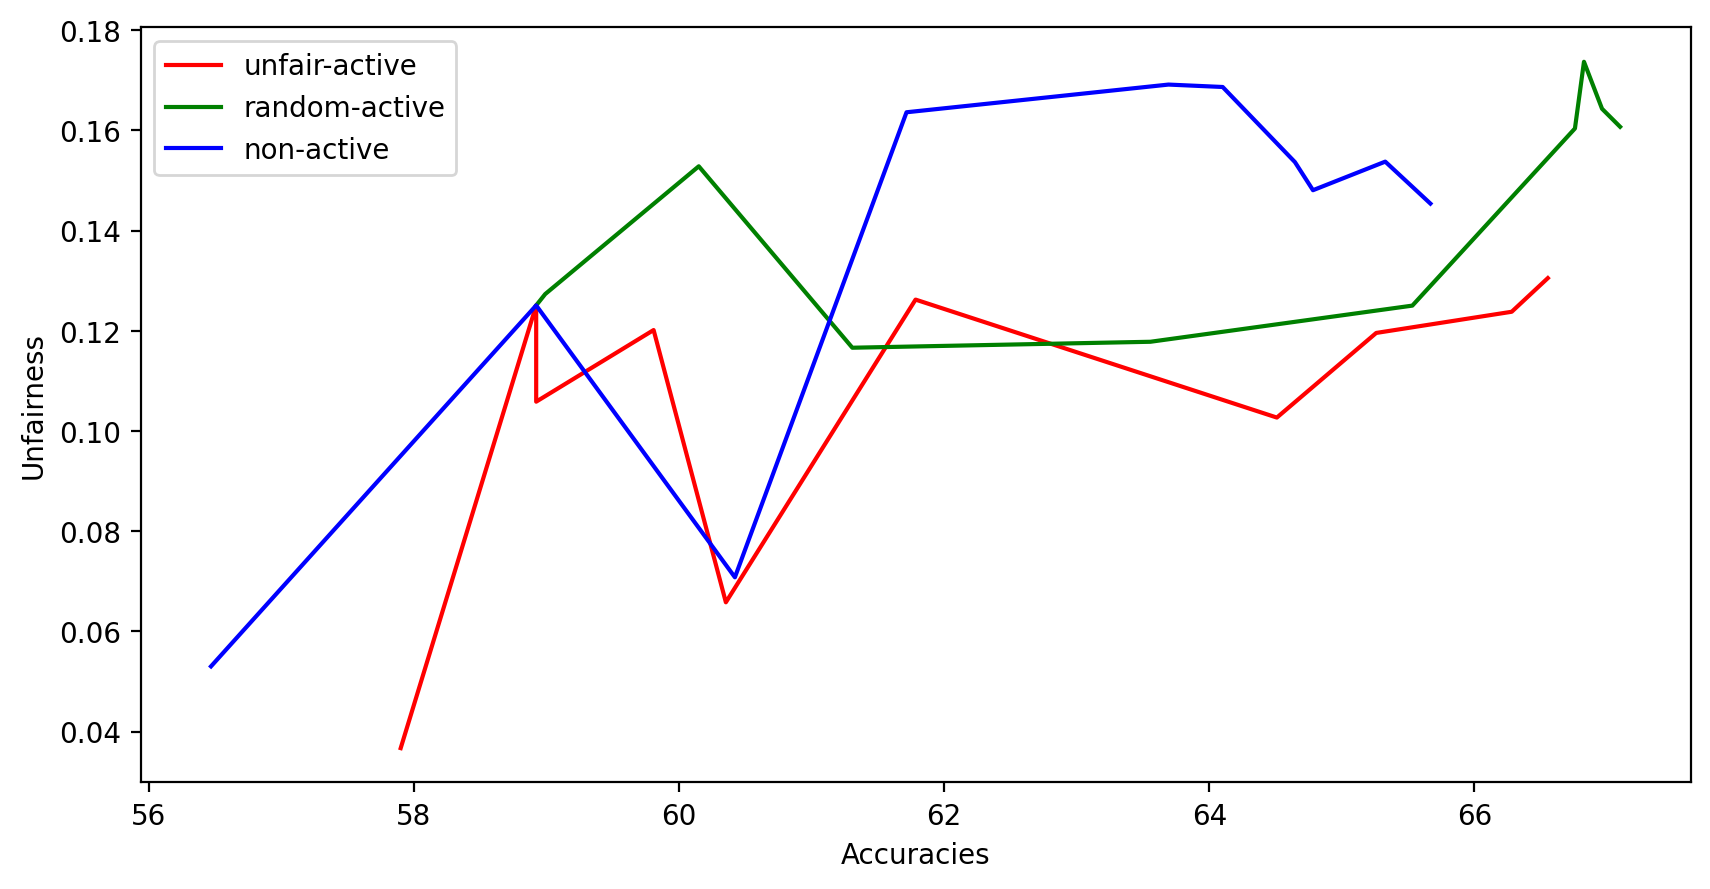 unfair-active
random-active
non-active
0.18
0.16
0.14
0.12
0.10
0.08
0.06
0.04
Unfairness
56
58
60
62
64
66
Accuracies